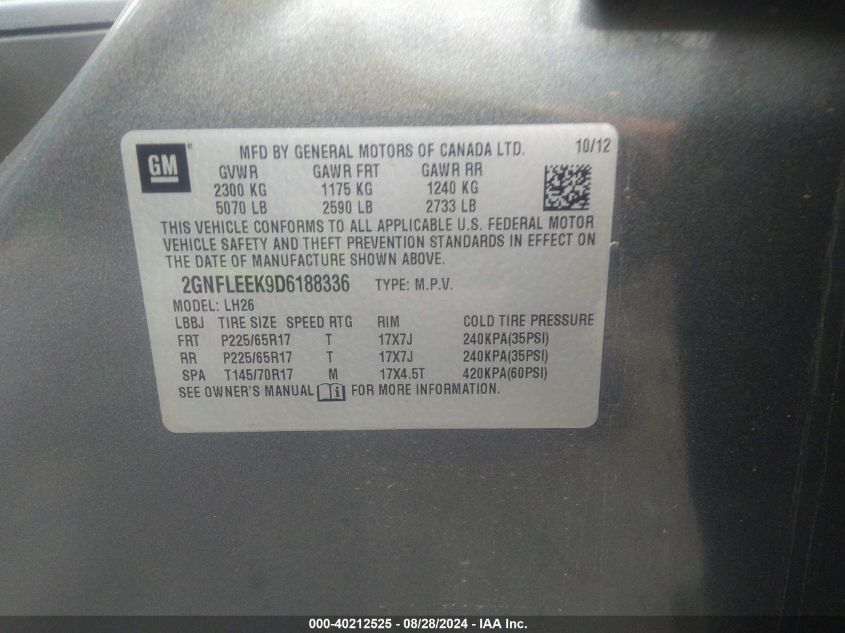 GM MFD BY GENERAL MOTORS OF CANADA LTD. 10/12
GVWR GAWR FRT GAWR RR
2300 KG 1175 KG 1240 KG
5070 LB 2590 LB 2733 LB
THIS VEHICLE CONFORMS TO ALL APPLICABLE U.S. FEDERAL MOTOR
VEHICLE SAFETY AND THEFT PREVENTION STANDARDS IN EFFECT ON
THE DATE OF MANUFACTURE SHOWN ABOVE.
2GNFLEEK9D6188336 TYPE: M.P.V.
MODEL: LH26
LBBJ TIRE SIZE SPEED RTG RIM COLD TIRE PRESSURE
FRT P225/65R17 T 17X7J 240KPA(35PSI)
RR P225/65R17 T 17X7J 240KPA(35PSI)
SPA T145/70R17 M 17X4.5T 420KPA(60PSI)
SEE OWNER'S MANUAL i FOR MORE INFORMATION.
000-40212525 - 08/28/2024 - IAA Inc.